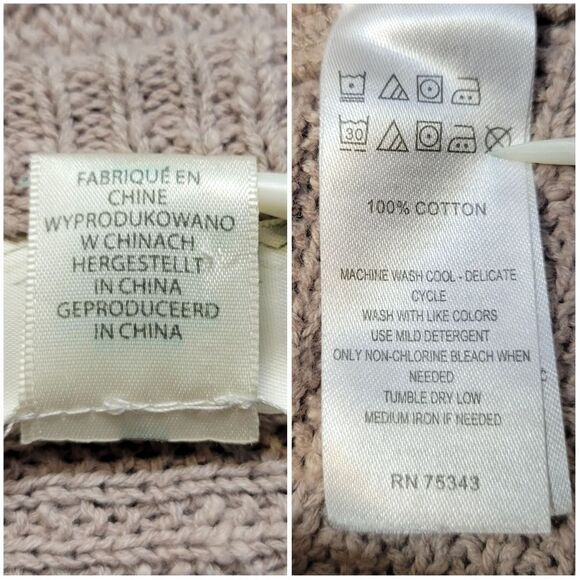 FABRIQUÉ EN
CHINE
WYPRODUKOWANO
W CHINACH
HERGESTELLT
IN CHINA
GEPRODUCEERD
IN CHINA
30
100% COTTON
MACHINE WASH COOL - DELICATE
CYCLE
WASH WITH LIKE COLORS
USE MILD DETERGENT
ONLY NON-CHLORINE BLEACH WHEN
NEEDED
TUMBLE DRY LOW
MEDIUM IRON IF NEEDED
RN 75343